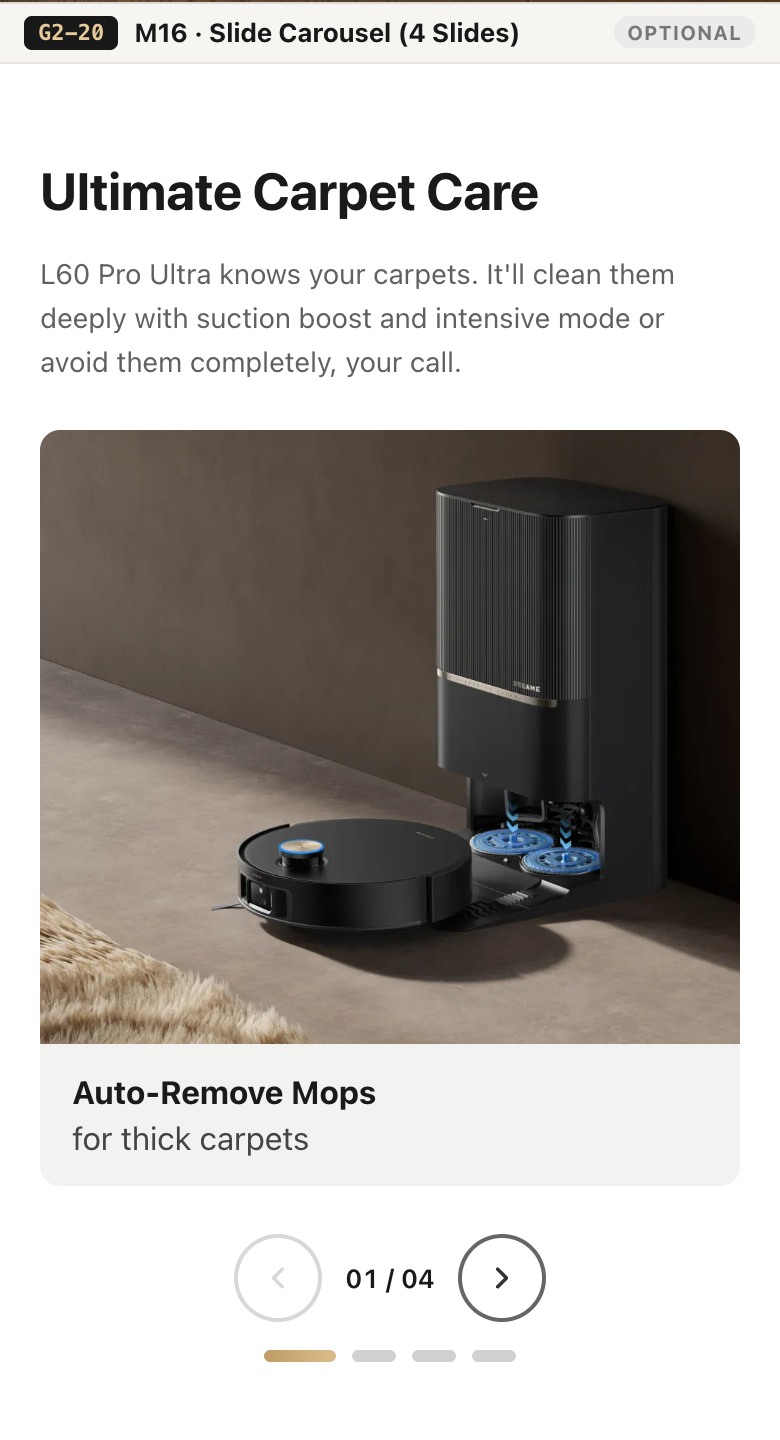 G2-20
M16 · Slide Carousel (4 Slides)
OPTIONAL
Ultimate Carpet Care
L60 Pro Ultra knows your carpets. It'll clean them
deeply with suction boost and intensive mode or
avoid them completely, your call.
DREAME
Auto-Remove Mops
for thick carpets
01 / 04